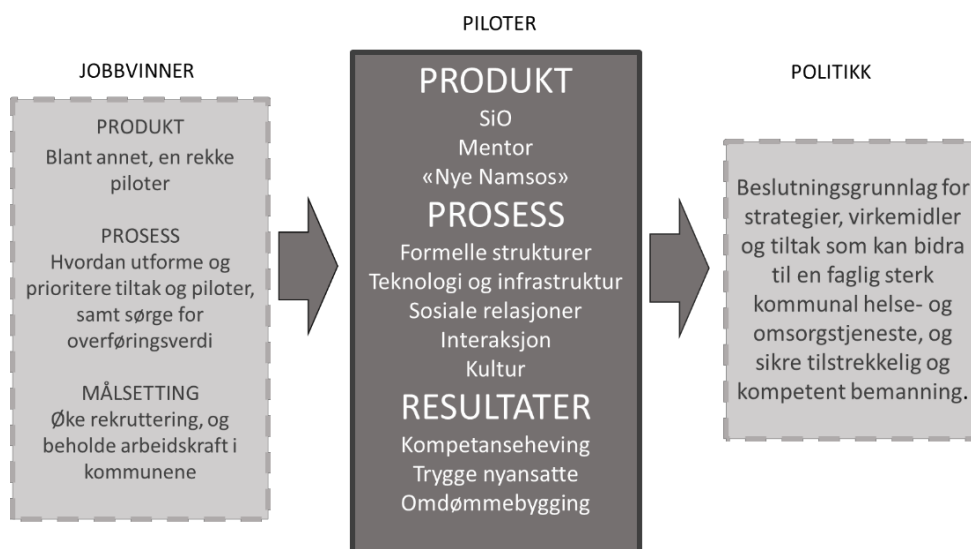 JOBBVINNER
PRODUKT
Blant annet, en rekke
piloter
PROSESS
Hvordan utforme og
prioritere tiltak og piloter,
samt sørge for
overføringsverdi
MÅLSETTING
Øke rekruttering, og
beholde arbeidskraft i
kommunene
PILOTER
PRODUKT
SiO
Mentor
«Nye Namsos»
PROSESS
Formelle strukturer
Teknologi og infrastruktur
Sosiale relasjoner
Interaksjon
Kultur
RESULTATER
Kompetanseheving
Trygge nyansatte
Omdømmebygging
POLITIKK
Beslutningsgrunnlag for
strategier, virkemidler
og tiltak som kan bidra
til en faglig sterk
kommunal helse- og
omsorgstjeneste, og
sikre tilstrekkelig og
kompetent bemanning.